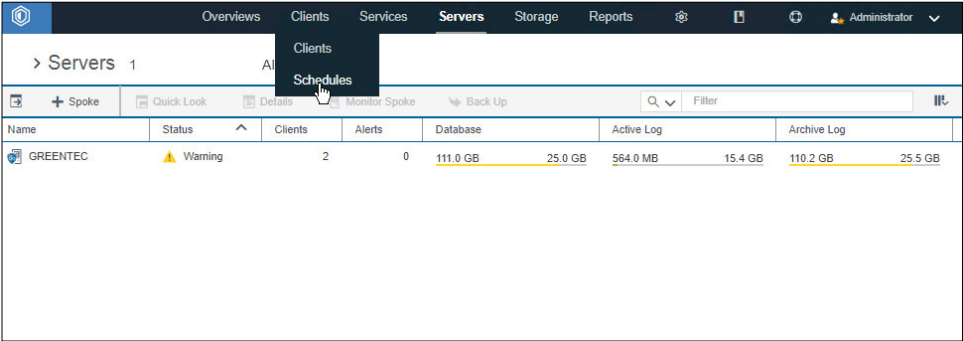 Overviews Clients Services Servers Storage Reports Administrator
Clients
> Servers 1 Al
Schedules
+ Spoke Quick Look Details Monitor Spoke Back Up Filter
Name Status Clients Alerts Database Active Log Archive Log
GREENTEC Warning 2 0 111.0 GB 25.0 GB 564.0 MB 15.4 GB 110.2 GB 25.5 GB